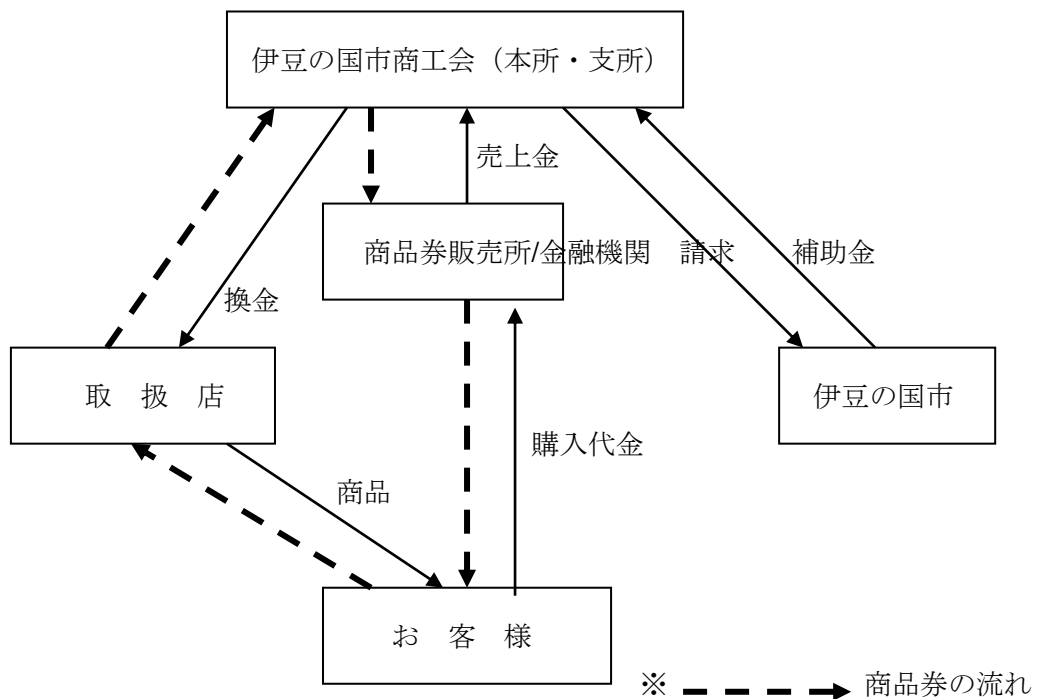 伊豆の国市商工会（本所・支所）
売上金
商品券販売所/金融機関　請求　補助金
換金
取　扱　店
伊豆の国市
購入代金
商品
お　客　様
※　商品券の流れ